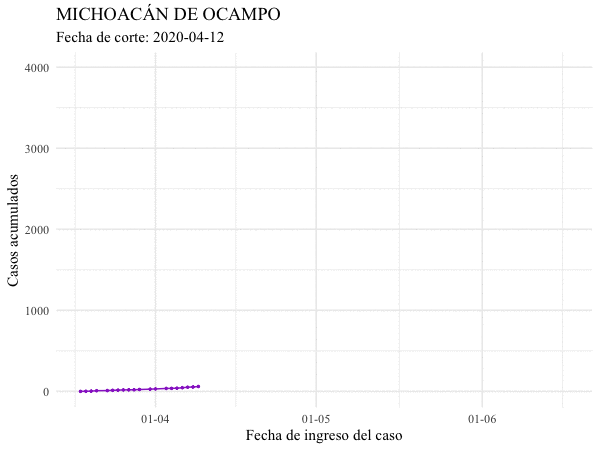 MICHOACÁN DE OCAMPO
Fecha de corte: 2020-04-12
4000
3000
2000
1000
0
Casos acumulados
01-04 01-05 01-06
Fecha de ingreso del caso